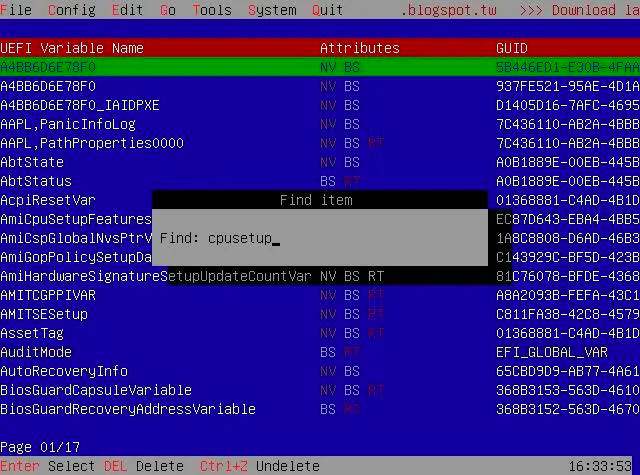 File Config Edit Go Tools System Quit .blogspot.tw >>> Download la
UEFI Variable Name Attributes GUID
A4BB6D6E78F0 NV BS 5B446ED1-E30B-4FAA
A4BB6D6E78F0 NV BS 937FE521-95AE-4D1A
A4BB6D6E78F0_IAIDPXE NV BS D1405D16-7AFC-4695
AAPL,PanicInfoLog NV BS 7C436110-AB2A-4BBB
AAPL,PathProperties0000 NV BS RT 7C436110-AB2A-4BBB
AbtState NV BS A0B1889E-00EB-445B
AbtStatus BS RT A0B1889E-00EB-445B
AcpiResetVar 01368881-C4AD-4B1D
Find item
AmiCpuSetupFeatures EC87D643-EBA4-4BB5
Find: cpusetup_
AmiCspGlobalNvsPtrV 1A8C8808-D6AD-46B3
AmiGopPolicySetupDa C143929C-BF5D-423B
AmiHardwareSignatureSetupUpdateCountVar NV BS RT 81C76078-BFDE-4368
AMITCGPPIVAR NV BS RT A8A2093B-FEFA-43C1
AMITSESetup NV BS RT C811FA38-42C8-4579
AssetTag NV BS RT 01368881-C4AD-4B1D
AuditMode BS RT EFI_GLOBAL_VAR
AutoRecoveryInfo NV BS 65CBD9D9-AB77-4A61
BiosGuardCapsuleVariable NV BS RT 368B3153-563D-4610
BiosGuardRecoveryAddressVariable BS RT 368B3152-563D-4670
Page 01/17
Enter Select DEL Delete Ctrl+Z Undelete 16:33:53